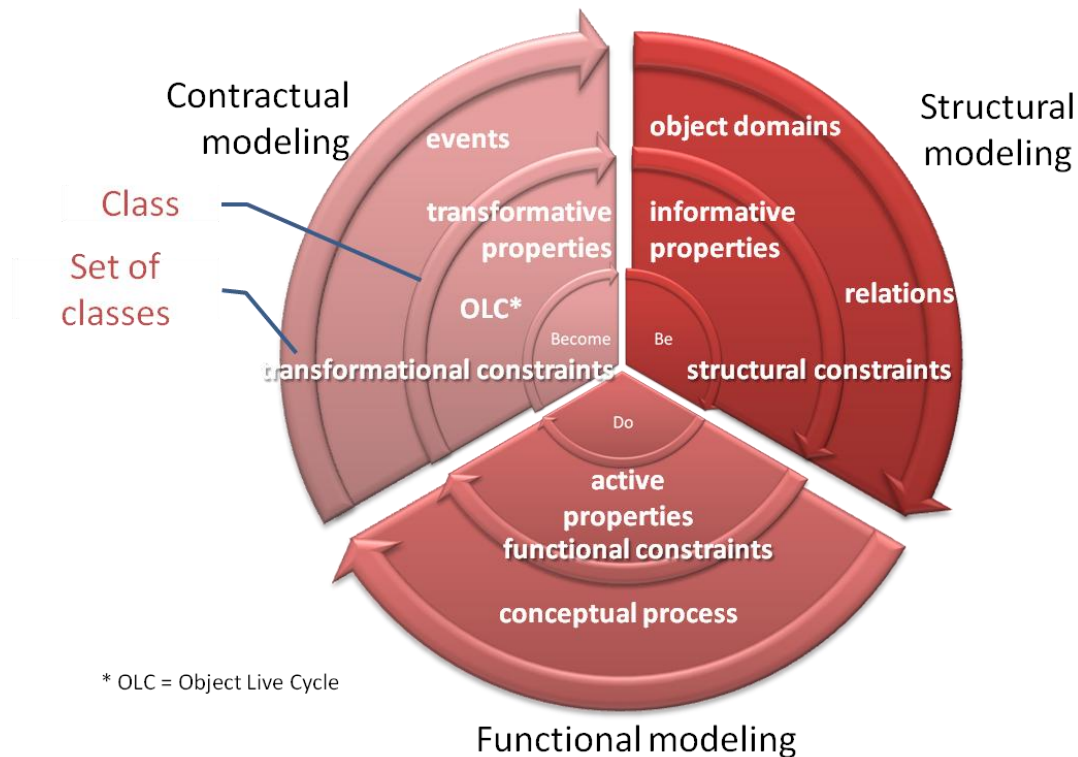 Contractual
modeling
Structural
modeling
events
object domains
Class
transformative
properties
informative
properties
Set of
classes
OLC*
relations
Become
Be
transformational constraints
structural constraints
Do
active
properties
functional constraints
conceptual process
* OLC = Object Live Cycle
Functional modeling